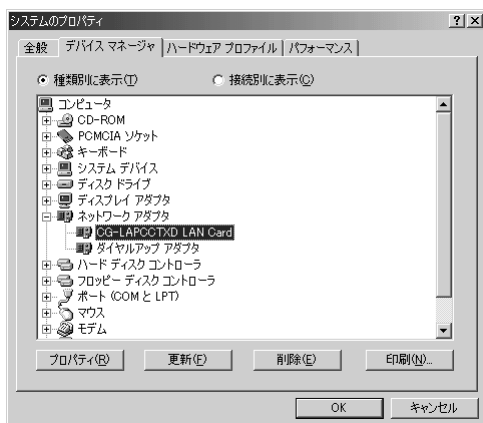 システムのプロパティ
全般 デバイス マネージャ ハードウェア プロファイル パフォーマンス
種類別に表示(T) 接続別に表示(C)
コンピュータ
CD-ROM
PCMCIA ソケット
キーボード
システム デバイス
ディスク ドライブ
ディスプレイ アダプタ
ネットワーク アダプタ
CG-LAPCCTXD LAN Card
ダイヤルアップ アダプタ
ハード ディスク コントローラ
フロッピー ディスク コントローラ
ポート (COM と LPT)
マウス
モデム
プロパティ(R) 更新(F) 削除(E) 印刷(N)...
OK キャンセル